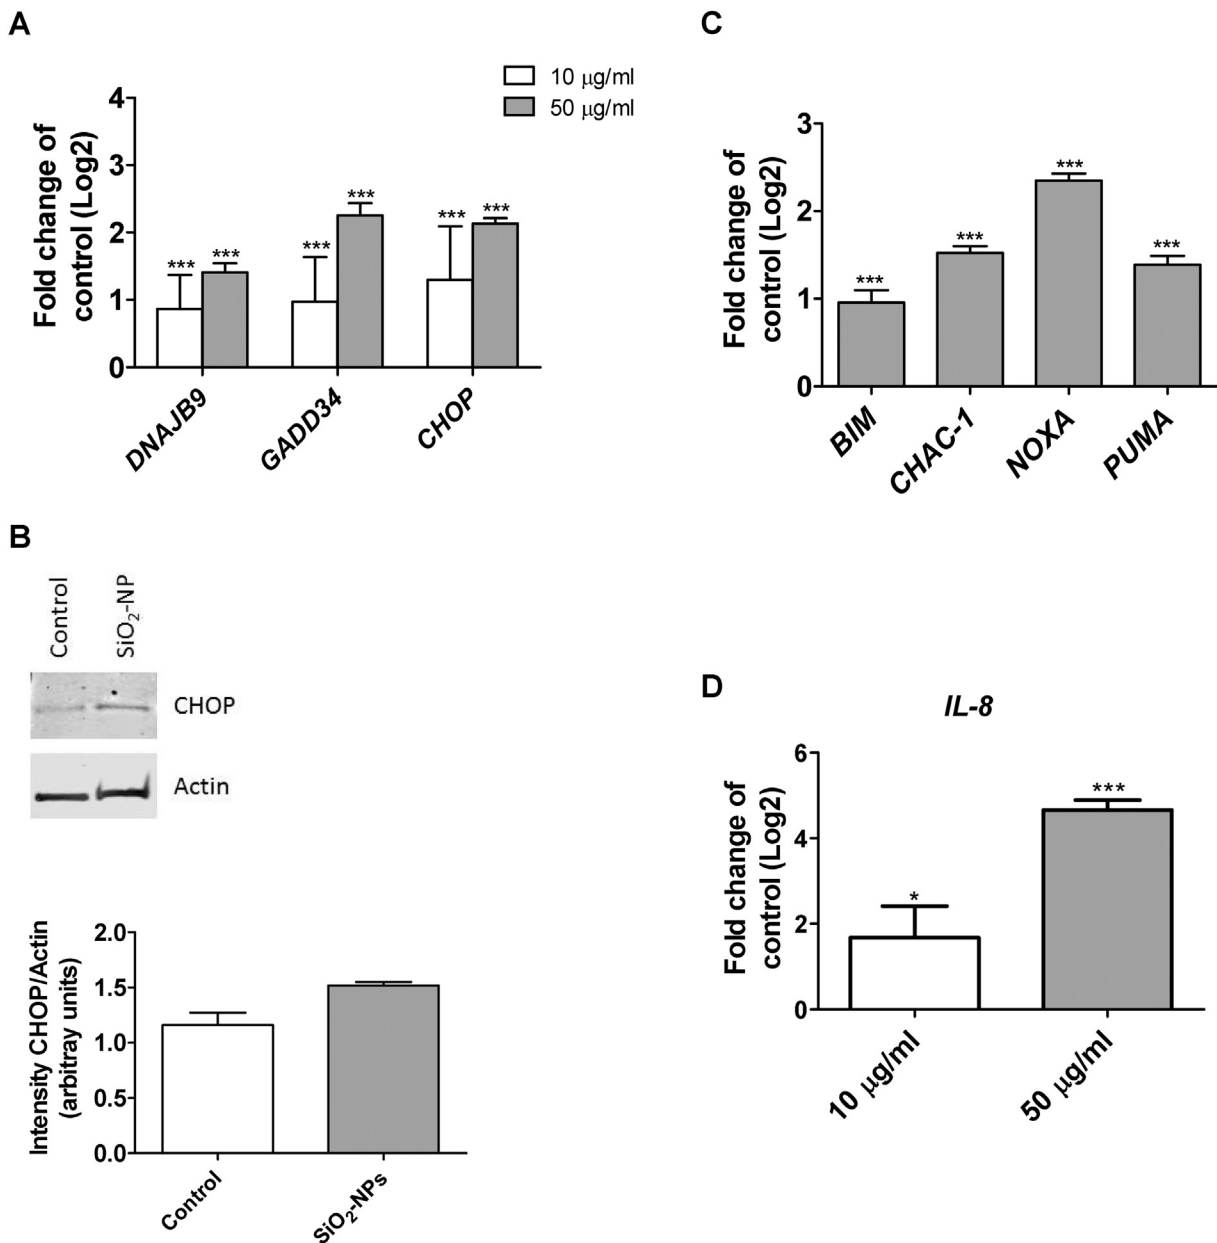 A
10 µg/ml
50 µg/ml
Fold change of
control (Log2)
4
3
2
1
0
*** *** *** *** *** ***
DNAJB9 GADD34 CHOP
B
Control SiO₂-NP
CHOP
Actin
Intensity CHOP/Actin
(arbitray units)
2.0
1.5
1.0
0.5
0.0
Control SiO₂-NPs
C
Fold change of
control (Log2)
3
2
1
0
*** *** *** ***
BIM CHAC-1 NOXA PUMA
D
IL-8
Fold change of
control (Log2)
6
4
2
0
* ***
10 µg/ml 50 µg/ml